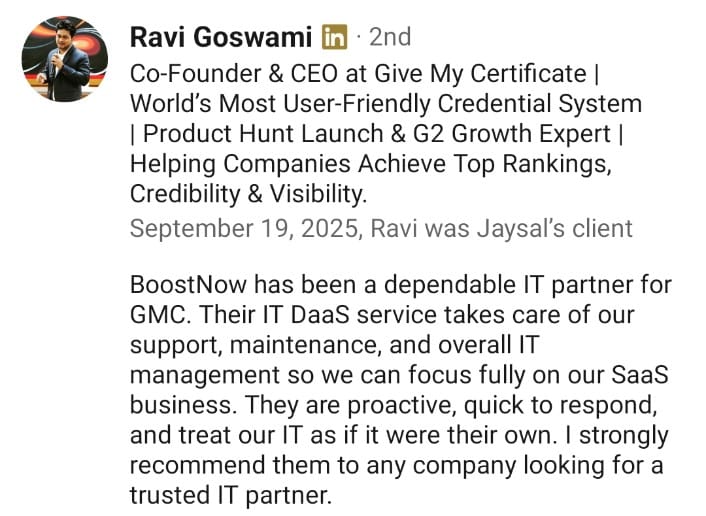 Ravi Goswami in · 2nd
Co-Founder & CEO at Give My Certificate |
World’s Most User-Friendly Credential System
| Product Hunt Launch & G2 Growth Expert |
Helping Companies Achieve Top Rankings,
Credibility & Visibility.
September 19, 2025, Ravi was Jaysal’s client
BoostNow has been a dependable IT partner for
GMC. Their IT DaaS service takes care of our
support, maintenance, and overall IT
management so we can focus fully on our SaaS
business. They are proactive, quick to respond,
and treat our IT as if it were their own. I strongly
recommend them to any company looking for a
trusted IT partner.